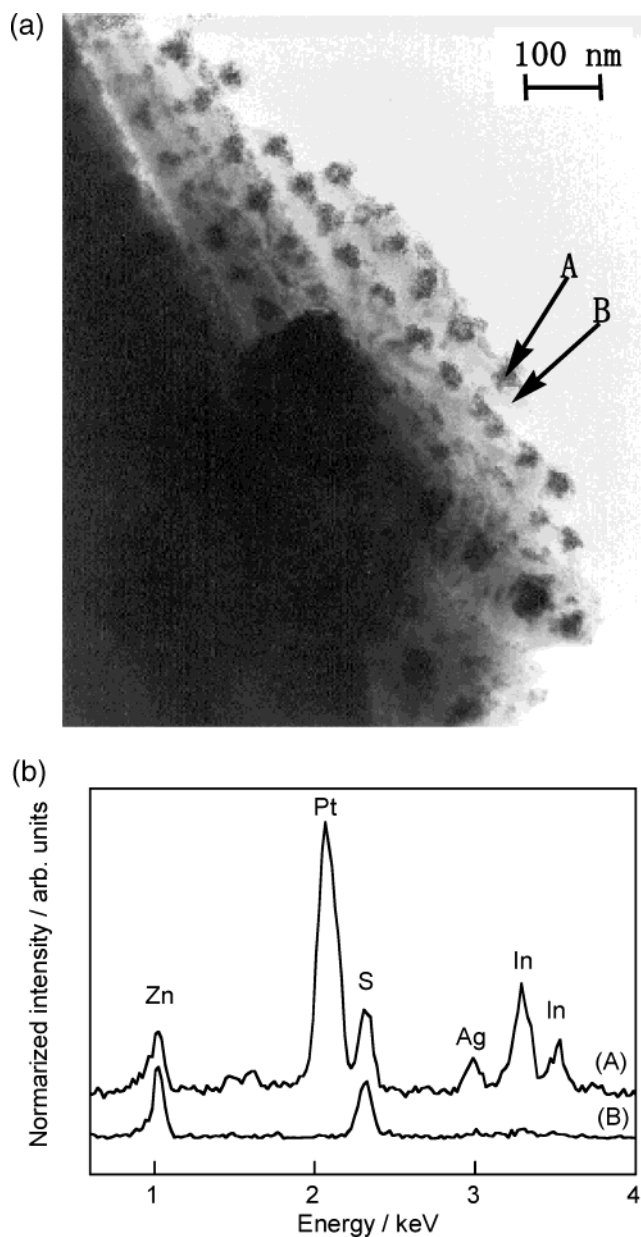 (a)
100 nm
A
B
(b)
Normarized intensity / arb. units
Pt
Zn
S
Ag
In
In
(A)
(B)
1
2
3
4
Energy / keV